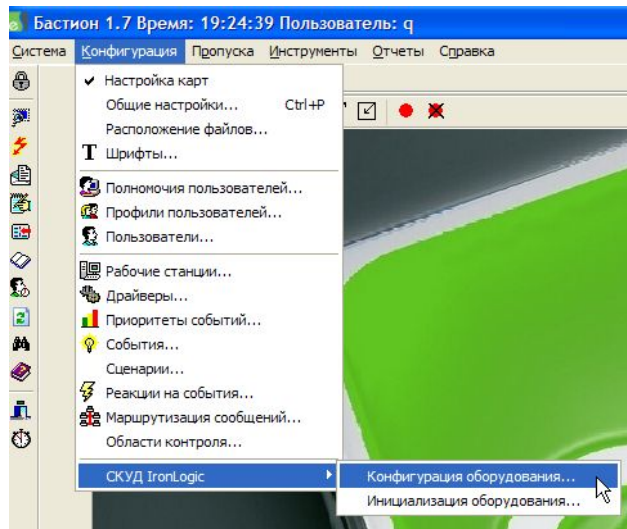 Бастион 1.7 Время: 19:24:39 Пользователь: q
Система Конфигурация Пропуска Инструменты Отчеты Справка
Настройка карт
Общие настройки... Ctrl+P
Расположение файлов...
T Шрифты...
Полномочия пользователей...
Профили пользователей...
Пользователи...
Рабочие станции...
Драйверы...
Приоритеты событий...
События...
Сценарии...
Реакции на события...
Маршрутизация сообщений...
Области контроля...
СКУД IronLogic
Конфигурация оборудования...
Инициализация оборудования...